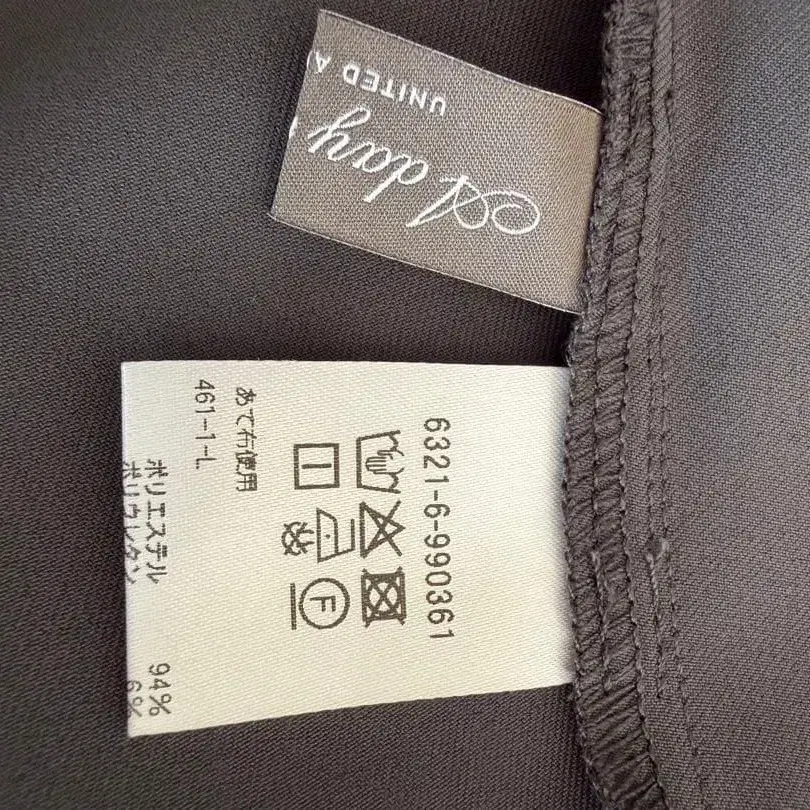 A day
UNITED A
6321-6-990361
F
あて布使用
461-1-L
ポリエステル 94%
ポリウレタン 6%